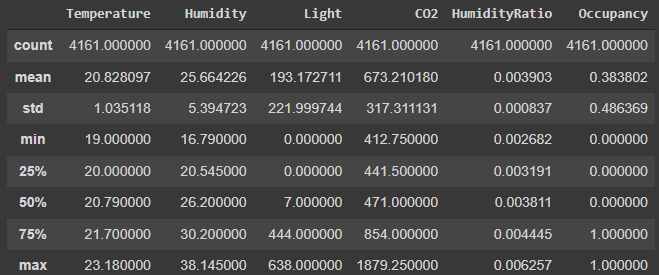 Temperature Humidity Light CO2 HumidityRatio Occupancy
count 4161.000000 4161.000000 4161.000000 4161.000000 4161.000000 4161.000000
mean 20.828097 25.664226 193.172711 673.210180 0.003903 0.383802
std 1.035118 5.394723 221.999744 317.311131 0.000837 0.486369
min 19.000000 16.790000 0.000000 412.750000 0.002682 0.000000
25% 20.000000 20.545000 0.000000 441.500000 0.003191 0.000000
50% 20.790000 26.200000 7.000000 471.000000 0.003811 0.000000
75% 21.700000 30.200000 444.000000 854.000000 0.004445 1.000000
max 23.180000 38.145000 638.000000 1879.250000 0.006257 1.000000